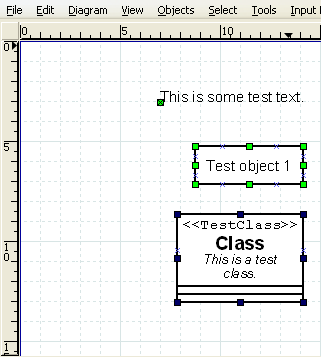 File Edit Diagram View Objects Select Tools Input
0 5 10
0
This is some test text.
5
Test object 1
<<TestClass>>
Class
10
This is a test
class.
1